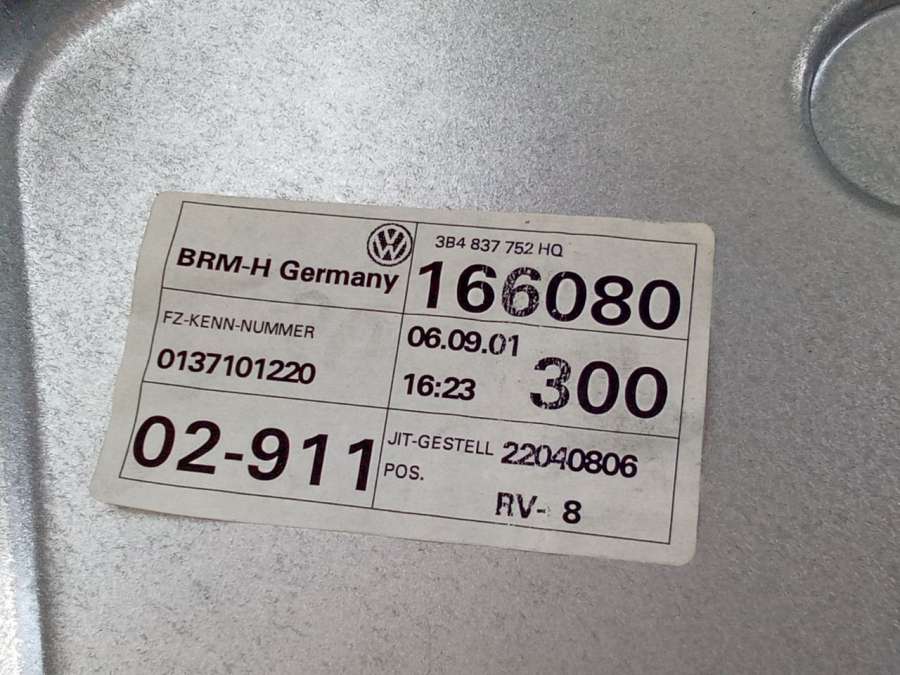 BRM-H Germany
3B4 837 752 HQ
166080
FZ-KENN-NUMMER
0137101220
06.09.01
16:23
300
02-911
JIT-GESTELL 22040806
POS.
RV- 8